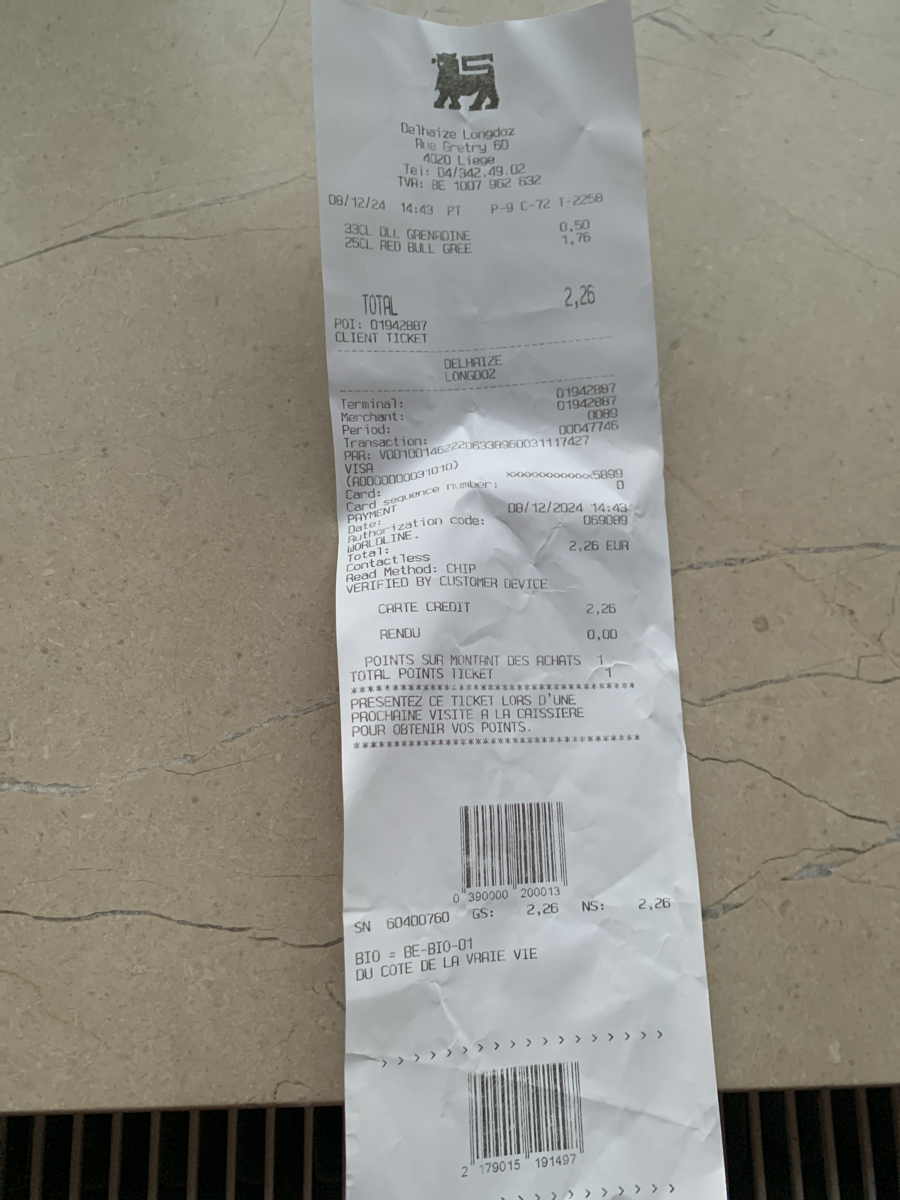 Delhaize Longdoz
Rue Gretry 60
4020 Liege
Tel: 04/342.49.02
TVA: BE 1007 962 632
08/12/24 14:43 PT P-9 C-72 T-2258
33CL DLL GRENADINE 0,50
25CL RED BULL GREE 1,76
TOTAL 2,26
POI: 01942887
CLIENT TICKET
DELHAIZE
LONGDOZ
Terminal: 01942887
Merchant: 01942887
Period: 0089
Transaction: 00047746
PAR: V0010014622206338960031117427
VISA
(A0000000031010)
Card: xxxxxxxxxxxx5899
Card sequence number: 0
PAYMENT
Date: 08/12/2024 14:43
Authorization code: 069089
WORLDLINE.
Total: 2,26 EUR
Contactless
Read Method: CHIP
VERIFIED BY CUSTOMER DEVICE
CARTE CREDIT 2,26
RENDU 0,00
POINTS SUR MONTANT DES ACHATS 1
TOTAL POINTS TICKET 1
****************************************
PRESENTEZ CE TICKET LORS D'UNE
PROCHAINE VISITE A LA CAISSIERE
POUR OBTENIR VOS POINTS.
****************************************
0 390000 200013
SN 60400760 GS: 2,26 NS: 2,26
BIO = BE-BIO-01
DU COTE DE LA VRAIE VIE
> > > > > > > > > > > > > > > > > >
2 179015 191497
> > > > > > > > > > > > > >